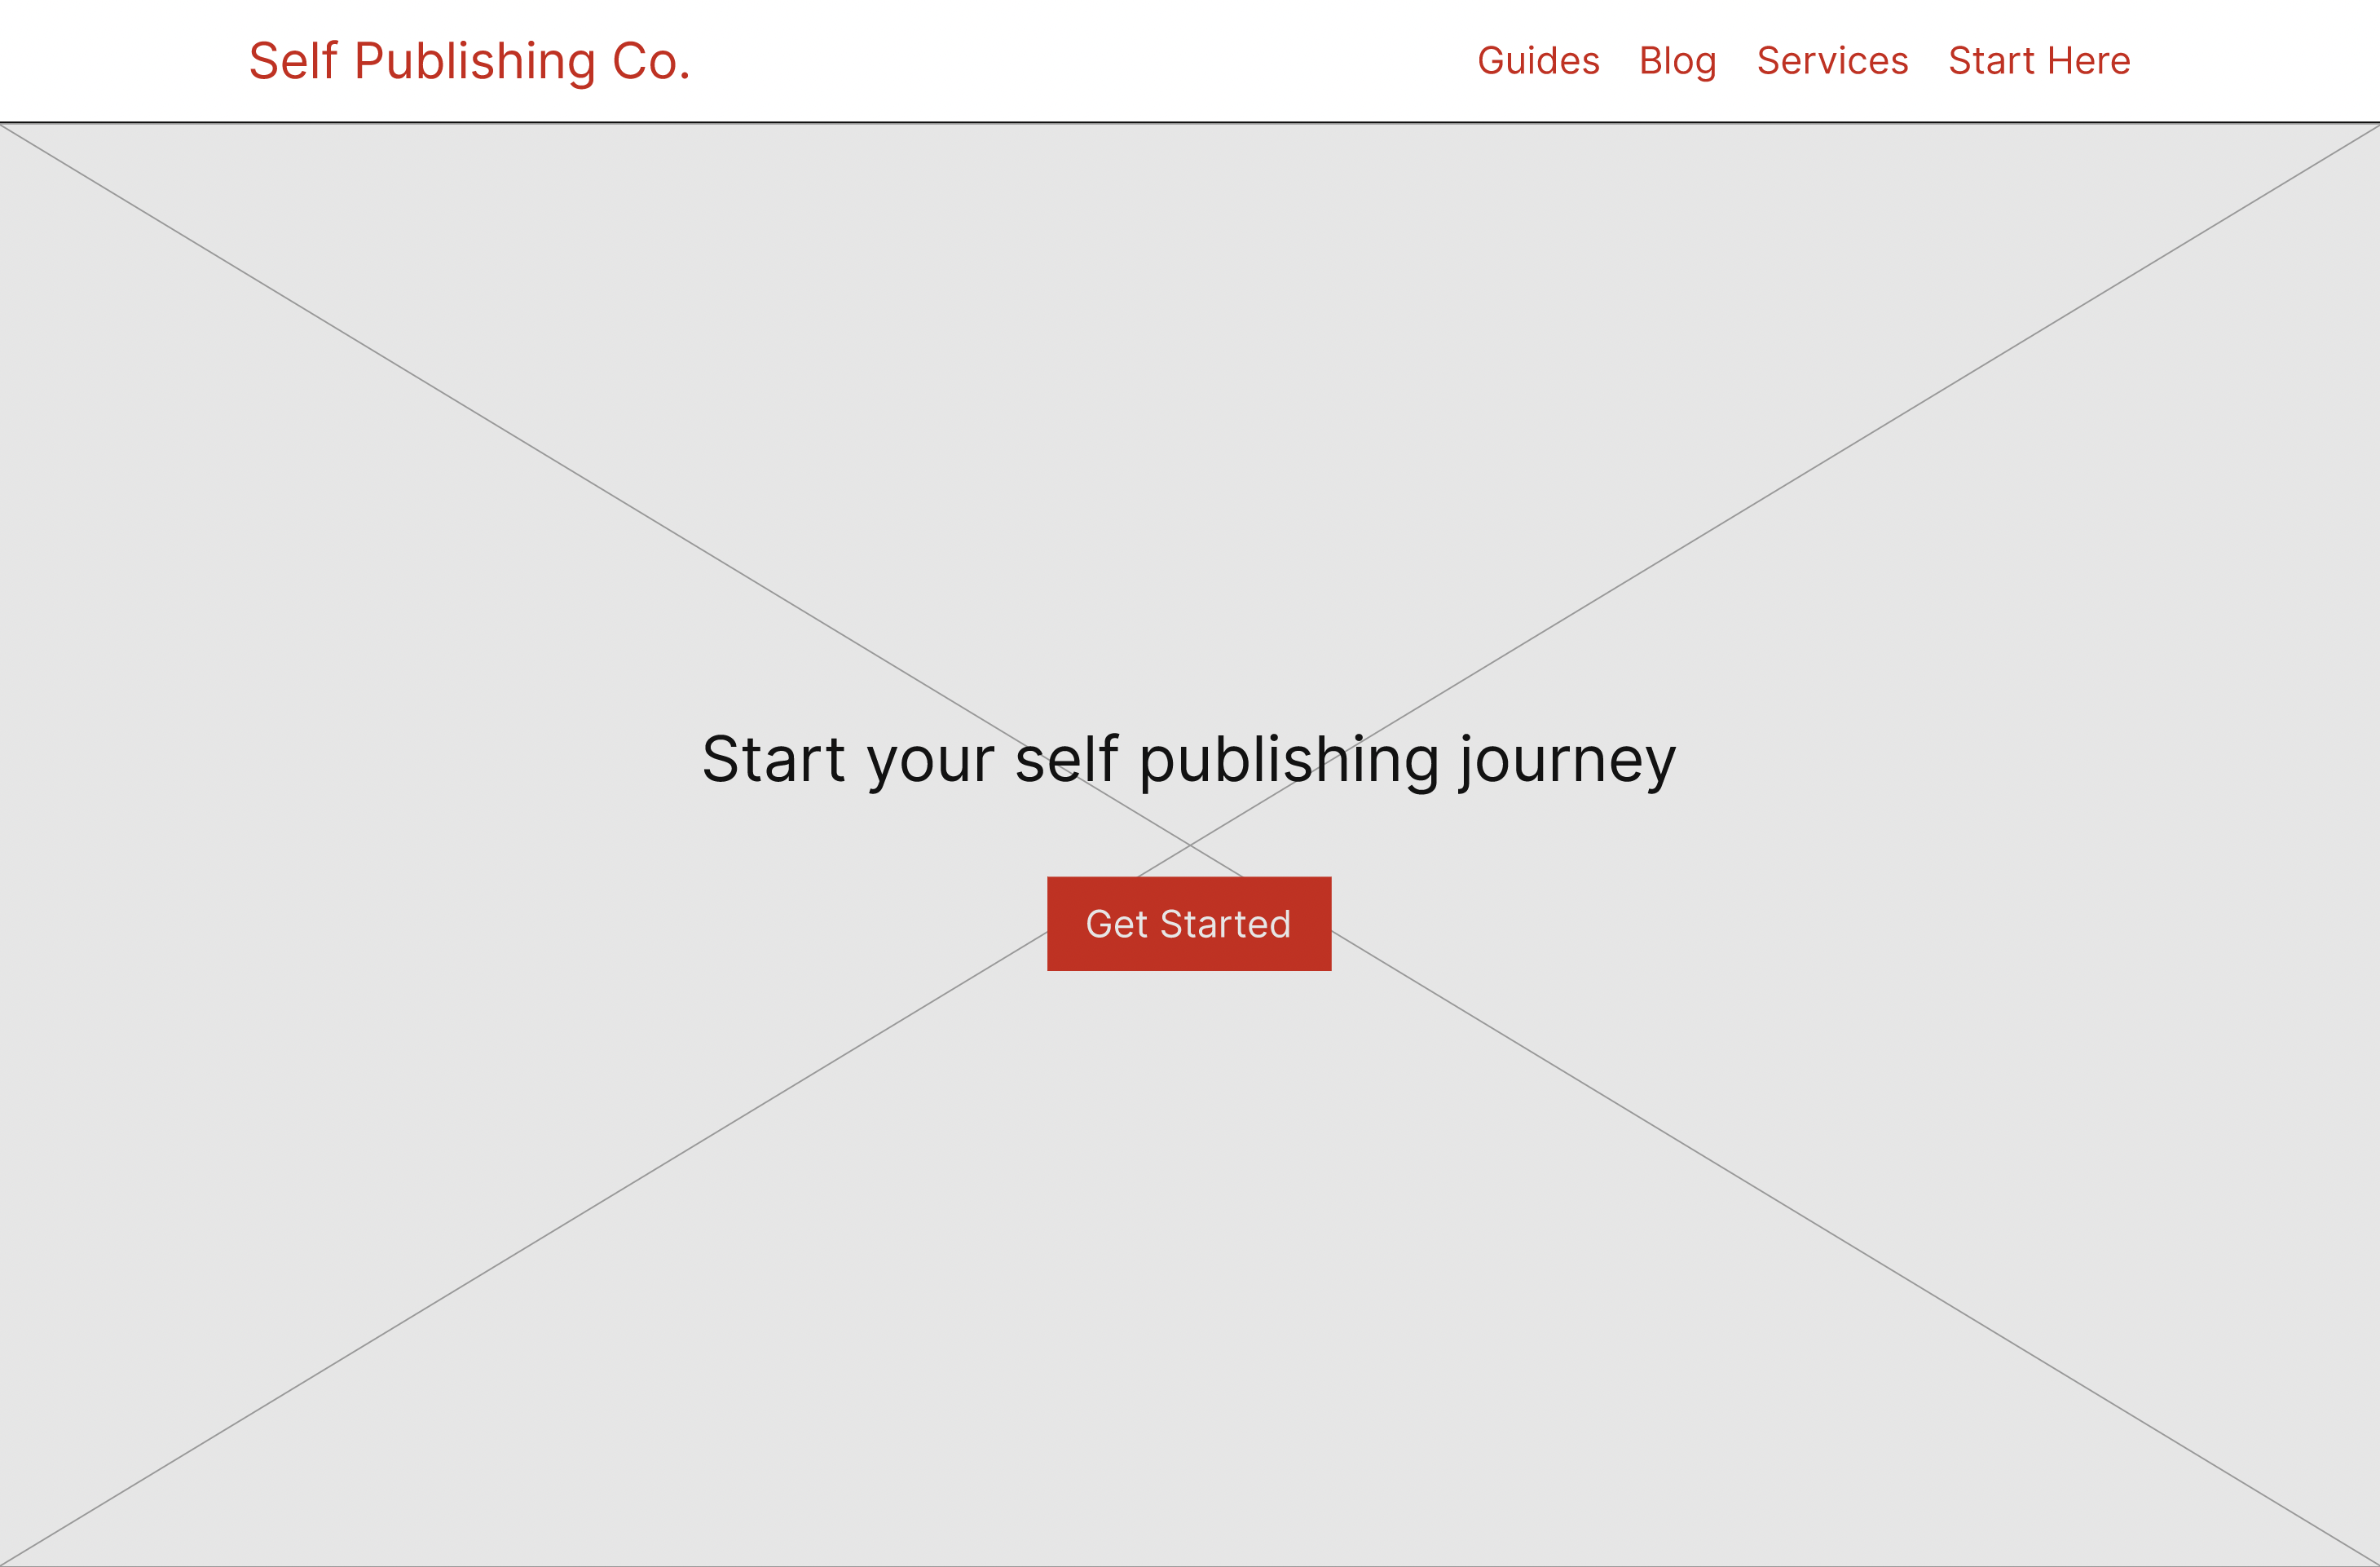 Self Publishing Co.
Guides Blog Services Start Here
Start your self publishing journey
Get Started